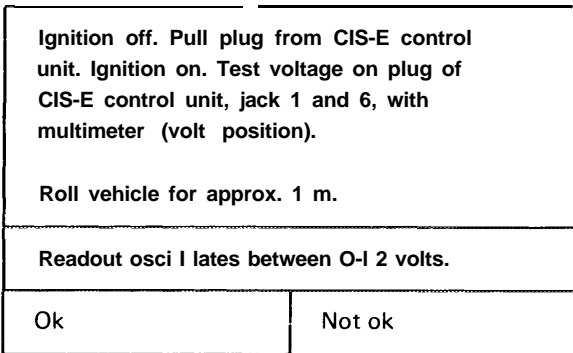 Ignition off. Pull plug from CIS-E control
unit. Ignition on. Test voltage on plug of
CIS-E control unit, jack 1 and 6, with
multimeter (volt position).
Roll vehicle for approx. 1 m.
Readout osci I lates between O-l 2 volts.
Ok
Not ok